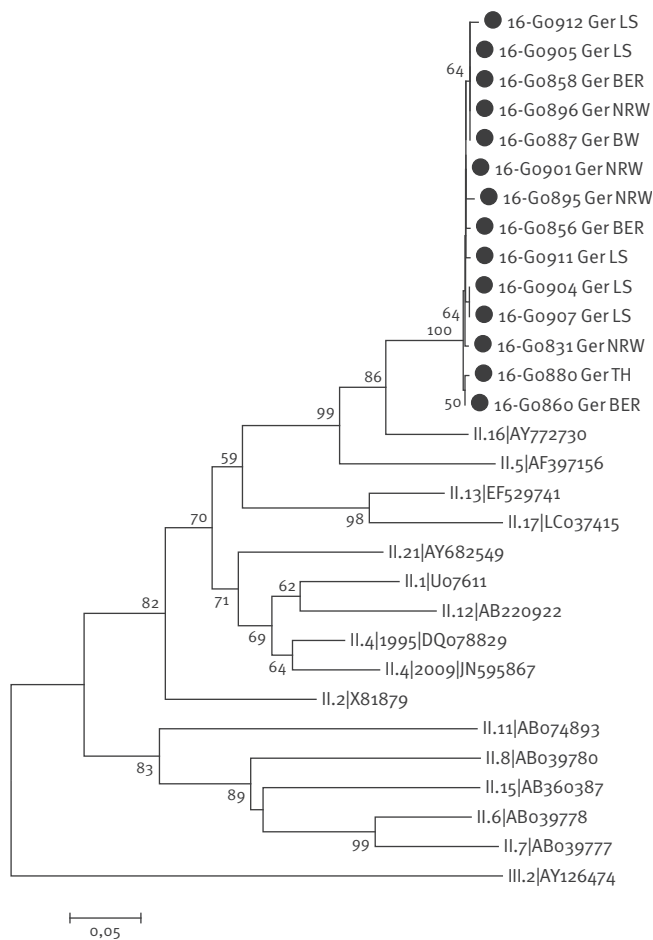 16-G0912 Ger LS
64
16-G0905 Ger LS
16-G0858 Ger BER
16-G0896 Ger NRW
16-G0887 Ger BW
16-G0901 Ger NRW
16-G0895 Ger NRW
16-G0856 Ger BER
16-G0911 Ger LS
16-G0904 Ger LS
64
16-G0907 Ger LS
100
16-G0831 Ger NRW
86
16-G0880 Ger TH
50
16-G0860 Ger BER
99
II.16|AY772730
59
II.5|AF397156
II.13|EF529741
98
II.17|LC037415
70
II.21|AY682549
62
II.1|U07611
71
82
II.12|AB220922
69
II.4|1995|DQ078829
64
II.4|2009|JN595867
II.2|X81879
II.11|AB074893
83
II.8|AB039780
89
II.15|AB360387
II.6|AB039778
99
II.7|AB039777
III.2|AY126474
0,05